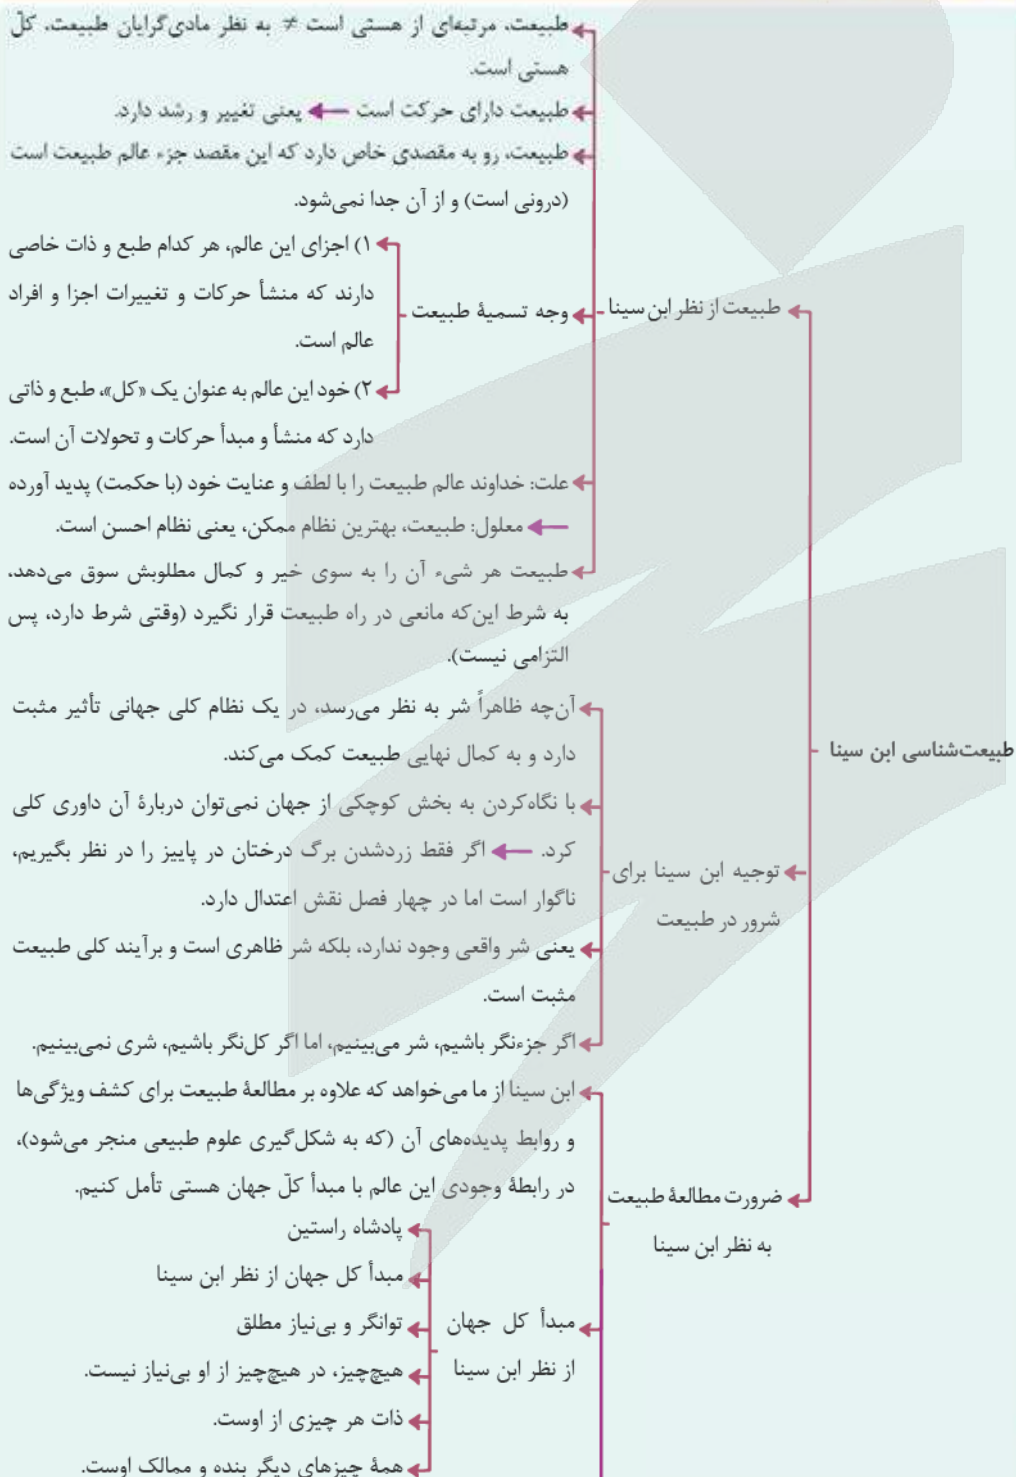 طبیعت‌شناسی ابن سینا
طبیعت از نظر ابن سینا
طبیعت، مرتبه‌ای از هستی است ≠ به نظر مادی‌گرایان طبیعت، کلّ
هستی است.
طبیعت دارای حرکت است ← یعنی تغییر و رشد دارد.
طبیعت، رو به مقصدی خاص دارد که این مقصد جزء عالم طبیعت است
(درونی است) و از آن جدا نمی‌شود.
وجه تسمیۀ طبیعت
۱) اجزای این عالم، هر کدام طبع و ذات خاصی
دارند که منشأ حرکات و تغییرات اجزا و افراد
عالم است.
۲) خود این عالم به عنوان یک «کل»، طبع و ذاتی
دارد که منشأ و مبدأ حرکات و تحولات آن است.
علت: خداوند عالم طبیعت را با لطف و عنایت خود (با حکمت) پدید آورده
← معلول: طبیعت، بهترین نظام ممکن، یعنی نظام احسن است.
طبیعت هر شیء آن را به سوی خیر و کمال مطلوبش سوق می‌دهد،
به شرط این‌که مانعی در راه طبیعت قرار نگیرد (وقتی شرط دارد، پس
التزامی نیست).
توجیه ابن سینا برای
شرور در طبیعت
آن‌چه ظاهراً شر به نظر می‌رسد، در یک نظام کلی جهانی تأثیر مثبت
دارد و به کمال نهایی طبیعت کمک می‌کند.
با نگاه‌کردن به بخش کوچکی از جهان نمی‌توان دربارۀ آن داوری کلی
کرد. ← اگر فقط زردشدن برگ درختان در پاییز را در نظر بگیریم،
ناگوار است اما در چهار فصل نقش اعتدال دارد.
یعنی شر واقعی وجود ندارد، بلکه شر ظاهری است و برآیند کلی طبیعت
مثبت است.
اگر جزءنگر باشیم، شر می‌بینیم، اما اگر کل‌نگر باشیم، شری نمی‌بینیم.
ضرورت مطالعۀ طبیعت
به نظر ابن سینا
ابن سینا از ما می‌خواهد که علاوه بر مطالعۀ طبیعت برای کشف ویژگی‌ها
و روابط پدیده‌های آن (که به شکل‌گیری علوم طبیعی منجر می‌شود)،
در رابطۀ وجودی این عالم با مبدأ کلّ جهان هستی تأمل کنیم.
مبدأ کل جهان
از نظر ابن سینا
پادشاه راستین
مبدأ کل جهان از نظر ابن سینا
توانگر و بی‌نیاز مطلق
هیچ‌چیز، در هیچ‌چیز از او بی‌نیاز نیست.
ذات هر چیزی از اوست.
همۀ چیزهای دیگر بنده و ممالک اوست.